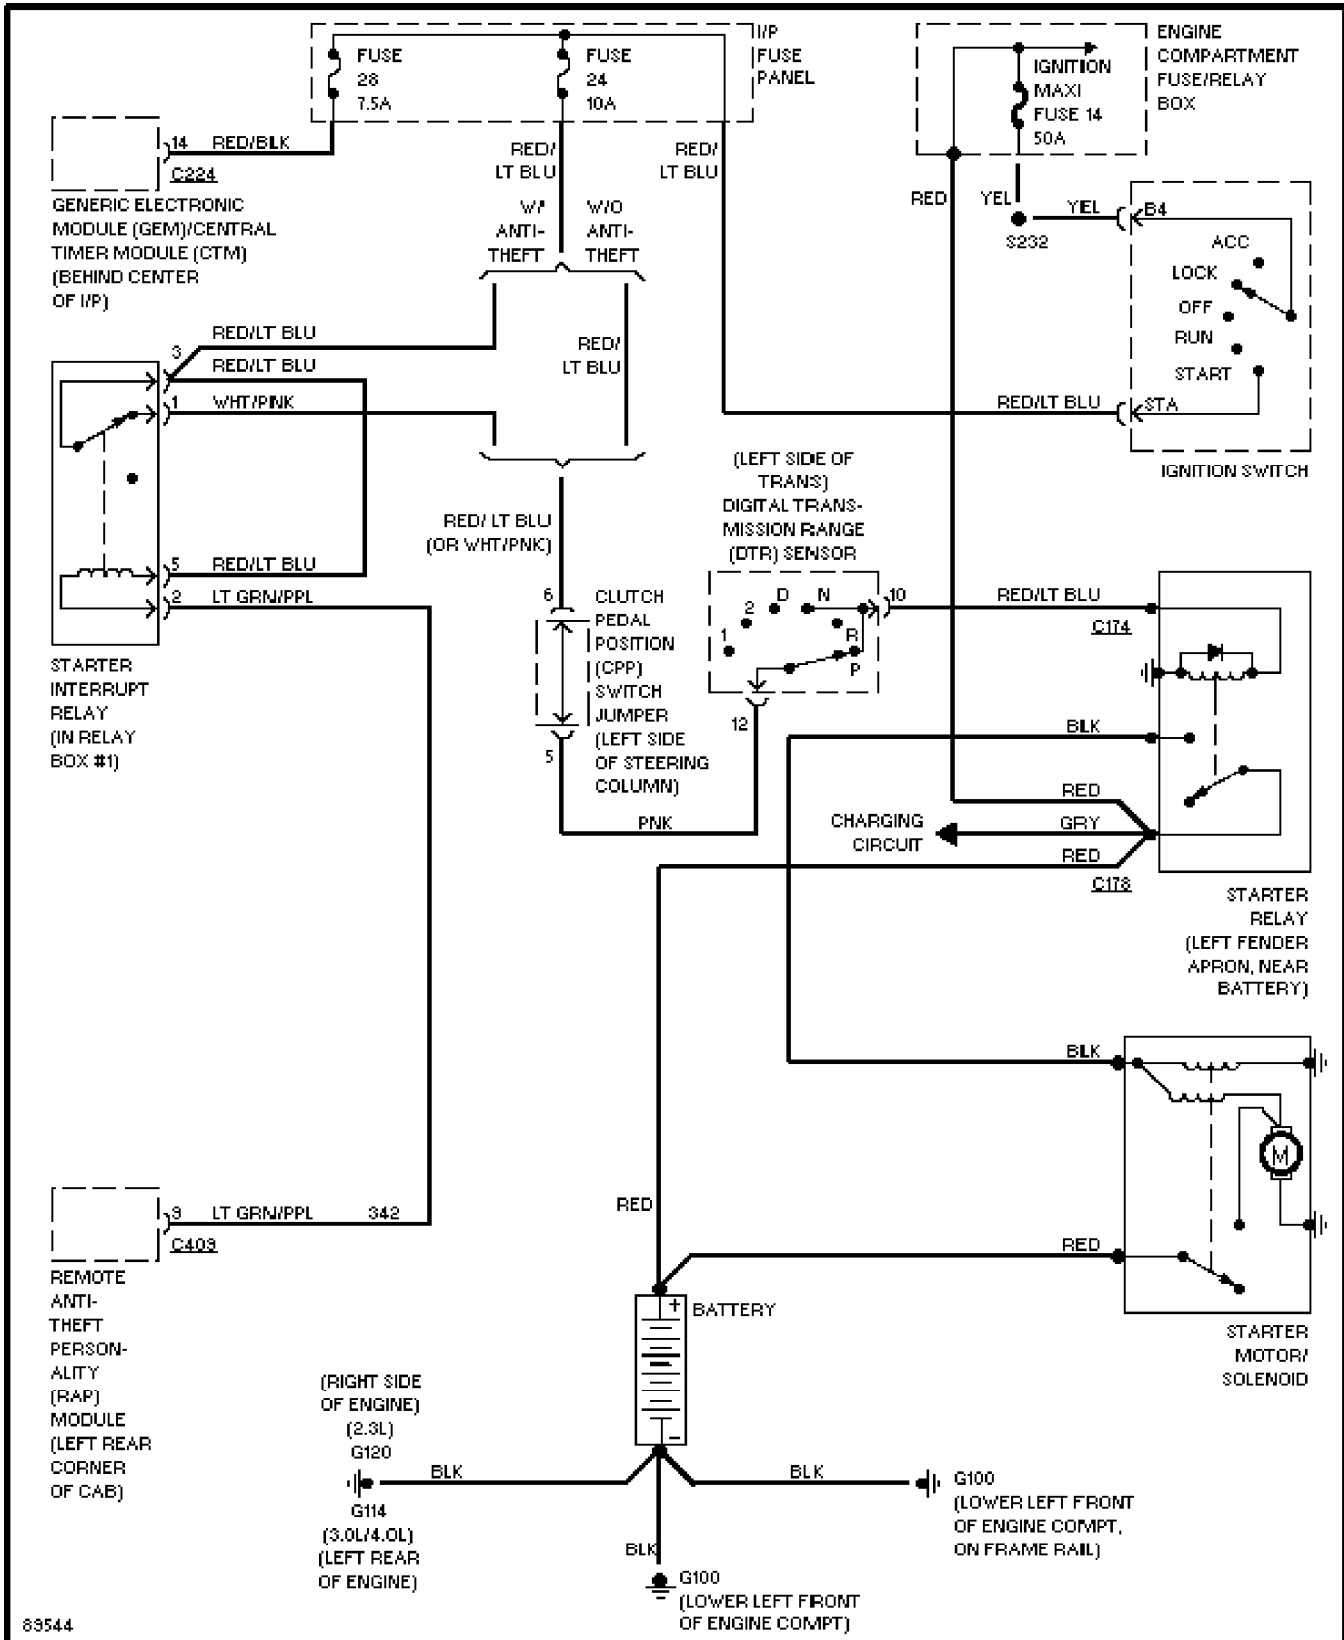 FUSE
28
7.5A
FUSE
24
10A
I/P
FUSE
PANEL
IGNITION
MAXI
FUSE 14
50A
ENGINE
COMPARTMENT
FUSE/RELAY
BOX
14 RED/BLK
C224
GENERIC ELECTRONIC
MODULE (GEM)/CENTRAL
TIMER MODULE (CTM)
(BEHIND CENTER
OF I/P)
RED/
LT BLU
RED/
LT BLU
W/
ANTI-
THEFT
W/O
ANTI-
THEFT
RED
YEL
S232
YEL
B4
ACC
LOCK
OFF
RUN
START
RED/LT BLU
STA
IGNITION SWITCH
RED/LT BLU
3
RED/LT BLU
1
WHT/PNK
RED/
LT BLU
5
RED/LT BLU
2
LT GRN/PPL
STARTER
INTERRUPT
RELAY
(IN RELAY
BOX #1)
RED/ LT BLU
(OR WHT/PNK)
6
5
CLUTCH
PEDAL
POSITION
(CPP)
SWITCH
JUMPER
(LEFT SIDE
OF STEERING
COLUMN)
PNK
(LEFT SIDE OF
TRANS)
DIGITAL TRANS-
MISSION RANGE
(DTR) SENSOR
1
2
D
N
R
P
10
12
RED/LT BLU
C174
BLK
RED
CHARGING
CIRCUIT
GRY
RED
C178
STARTER
RELAY
(LEFT FENDER
APRON, NEAR
BATTERY)
BLK
M
RED
RED
STARTER
MOTOR/
SOLENOID
9
LT GRN/PPL
342
C409
REMOTE
ANTI-
THEFT
PERSON-
ALITY
(RAP)
MODULE
(LEFT REAR
CORNER
OF CAB)
+
BATTERY
-
(RIGHT SIDE
OF ENGINE)
(2.3L)
G120
BLK
G114
(3.0L/4.0L)
(LEFT REAR
OF ENGINE)
BLK
G100
(LOWER LEFT FRONT
OF ENGINE COMPT,
ON FRAME RAIL)
BLK
G100
(LOWER LEFT FRONT
OF ENGINE COMPT)
89544